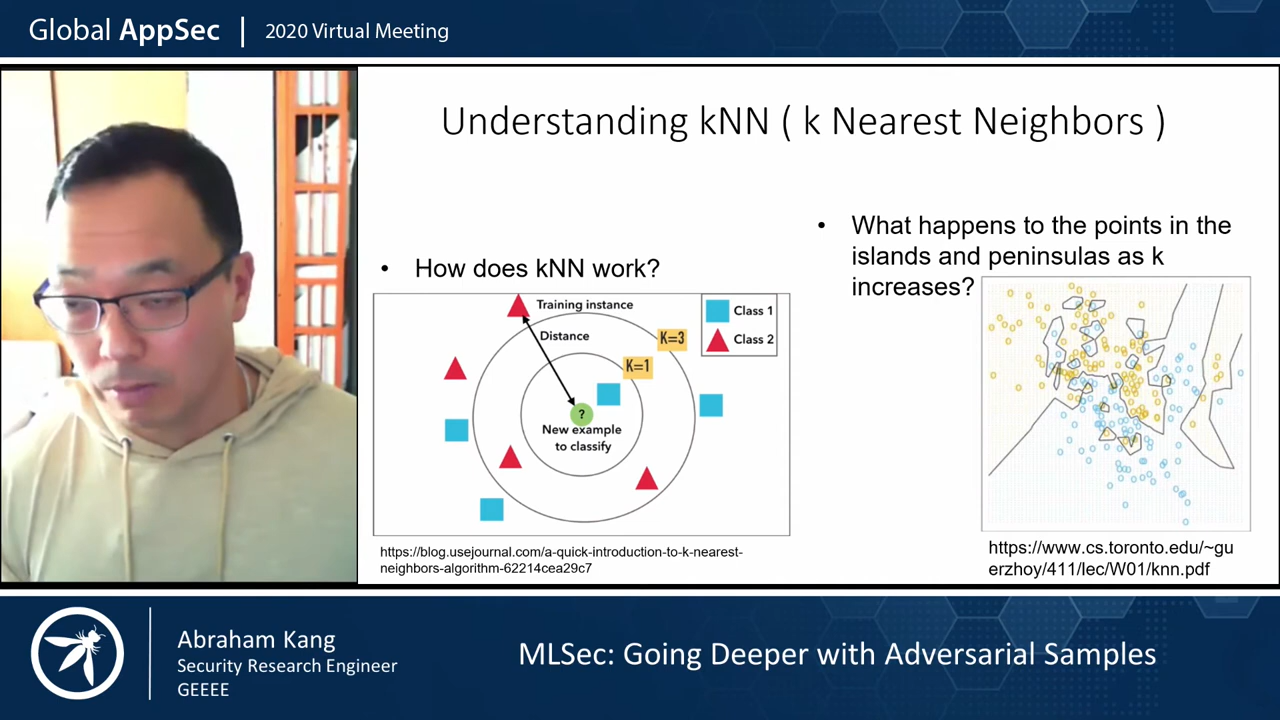 Global AppSec | 2020 Virtual Meeting
Understanding kNN ( k Nearest Neighbors )
• How does kNN work?
Training instance
Distance
K=3
K=1
Class 1
Class 2
?
New example
to classify
https://blog.usejournal.com/a-quick-introduction-to-k-nearest-
neighbors-algorithm-62214cea29c7
• What happens to the points in the
islands and peninsulas as k
increases?
https://www.cs.toronto.edu/~gu
erzhoy/411/lec/W01/knn.pdf
Abraham Kang
Security Research Engineer
GEEEE
MLSec: Going Deeper with Adversarial Samples